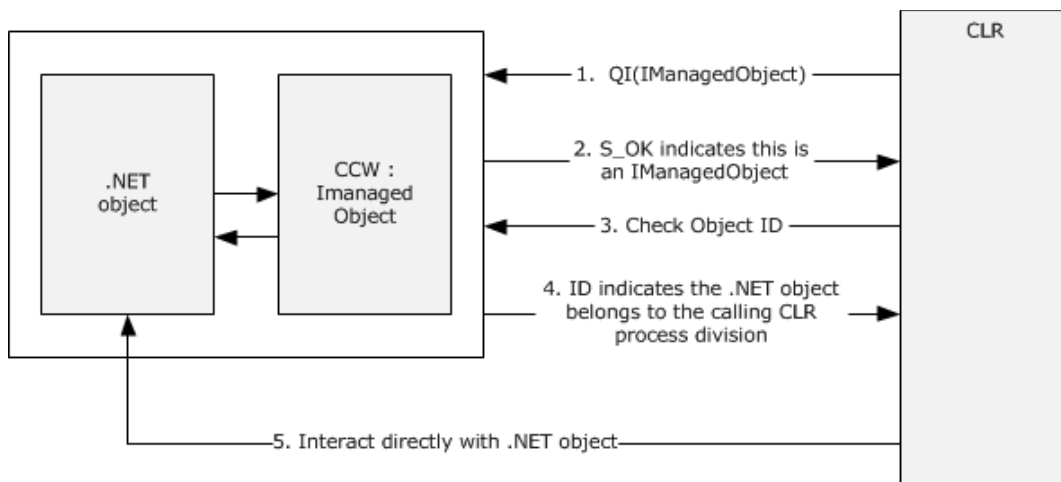 CLR
1. QI(IManagedObject)
2. S_OK indicates this is
an IManagedObject
.NET
object
CCW :
Imanaged
Object
3. Check Object ID
4. ID indicates the .NET object
belongs to the calling CLR
process division
5. Interact directly with .NET object